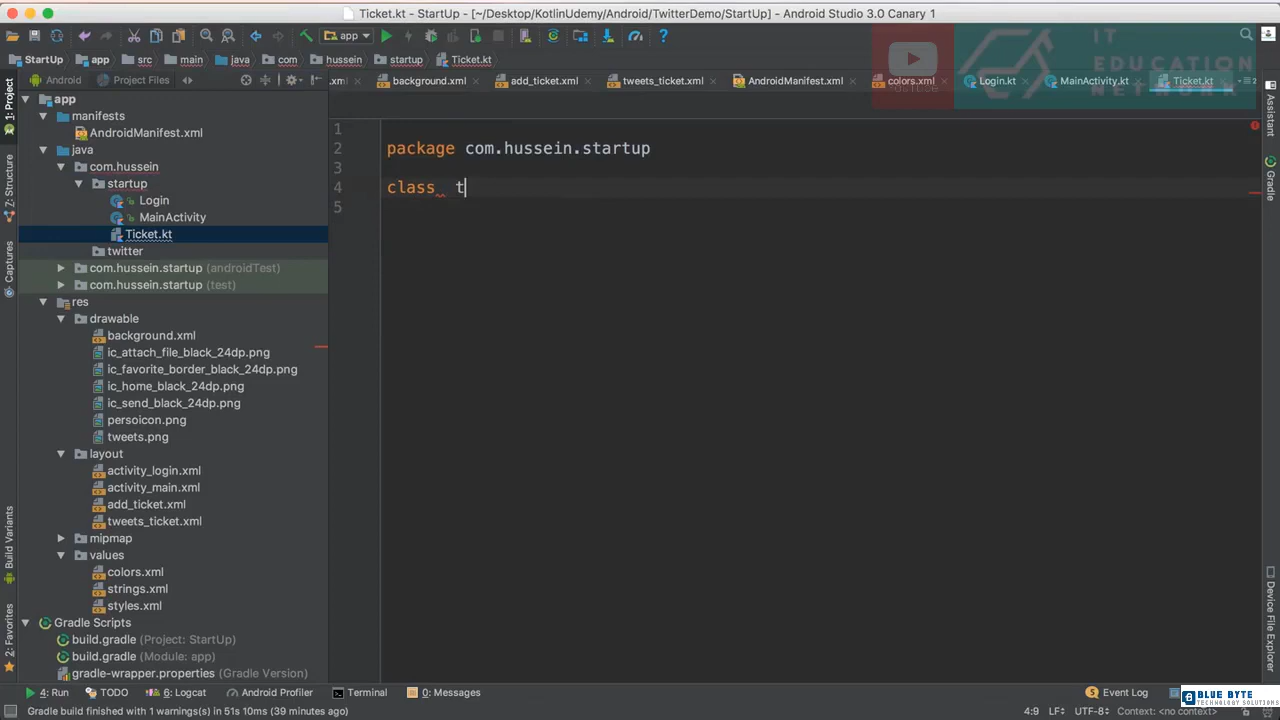 Ticket.kt - StartUp - [~/Desktop/KotlinUdemy/Android/TwitterDemo/StartUp] - Android Studio 3.0 Canary 1
app
StartUp app src main java com hussein startup Ticket.kt
IT EDUCATION NETWORK
Android Project Files .xml background.xml add_ticket.xml tweets_ticket.xml AndroidManifest.xml colors.xml Login.kt MainActivity.kt Ticket.kt
1: Project
Z: Structure
Captures
Build Variants
2: Favorites
app
manifests
AndroidManifest.xml
java
com.hussein
startup
Login
MainActivity
Ticket.kt
twitter
com.hussein.startup (androidTest)
com.hussein.startup (test)
res
drawable
background.xml
ic_attach_file_black_24dp.png
ic_favorite_border_black_24dp.png
ic_home_black_24dp.png
ic_send_black_24dp.png
persoicon.png
tweets.png
layout
activity_login.xml
activity_main.xml
add_ticket.xml
tweets_ticket.xml
mipmap
values
colors.xml
strings.xml
styles.xml
Gradle Scripts
build.gradle (Project: StartUp)
build.gradle (Module: app)
gradle-wrapper.properties (Gradle Version)
1
2 package com.hussein.startup
3
4 class t
5
Assistant
Gradle
Device File Explorer
4: Run TODO 6: Logcat Android Profiler Terminal 0: Messages 5 Event Log
BLUE BYTE
TECHNOLOGY SOLUTIONS
Gradle build finished with 1 warnings(s) in 51s 10ms (39 minutes ago) 4:9 LF÷ UTF-8÷ Context: <no context>